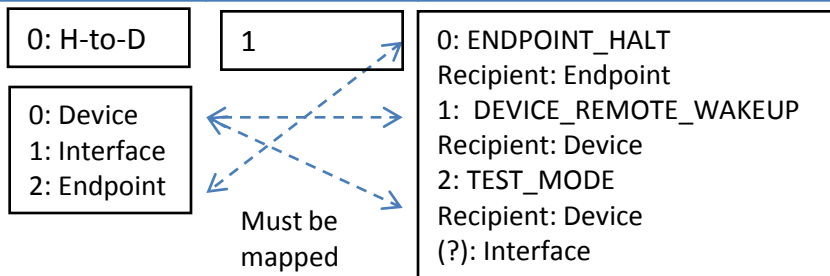 0: H-to-D
1
0: Device
1: Interface
2: Endpoint
Must be
mapped
0: ENDPOINT_HALT
Recipient: Endpoint
1: DEVICE_REMOTE_WAKEUP
Recipient: Device
2: TEST_MODE
Recipient: Device
(?): Interface